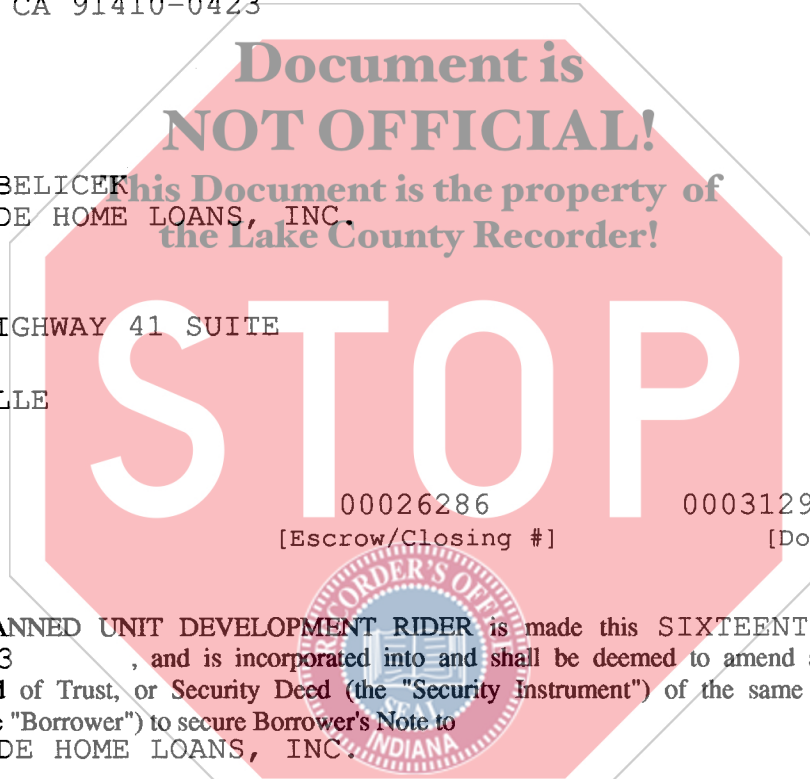 CA 91410-0423
Document is
NOT OFFICIAL!
BELICEK
This Document is the property of
DE HOME LOANS, INC.
the Lake County Recorder!
IGHWAY 41 SUITE
LLE
STOP
00026286 0003129
[Escrow/Closing #] [Do
RECORDER'S OFFI
ANNED UNIT DEVELOPMENT RIDER is made this SIXTEENT
3 , and is incorporated into and shall be deemed to amend
of Trust, or Security Deed (the "Security Instrument") of the same
"Borrower") to secure Borrower's Note to
SEAL
DE HOME LOANS, INC.
INDIANA